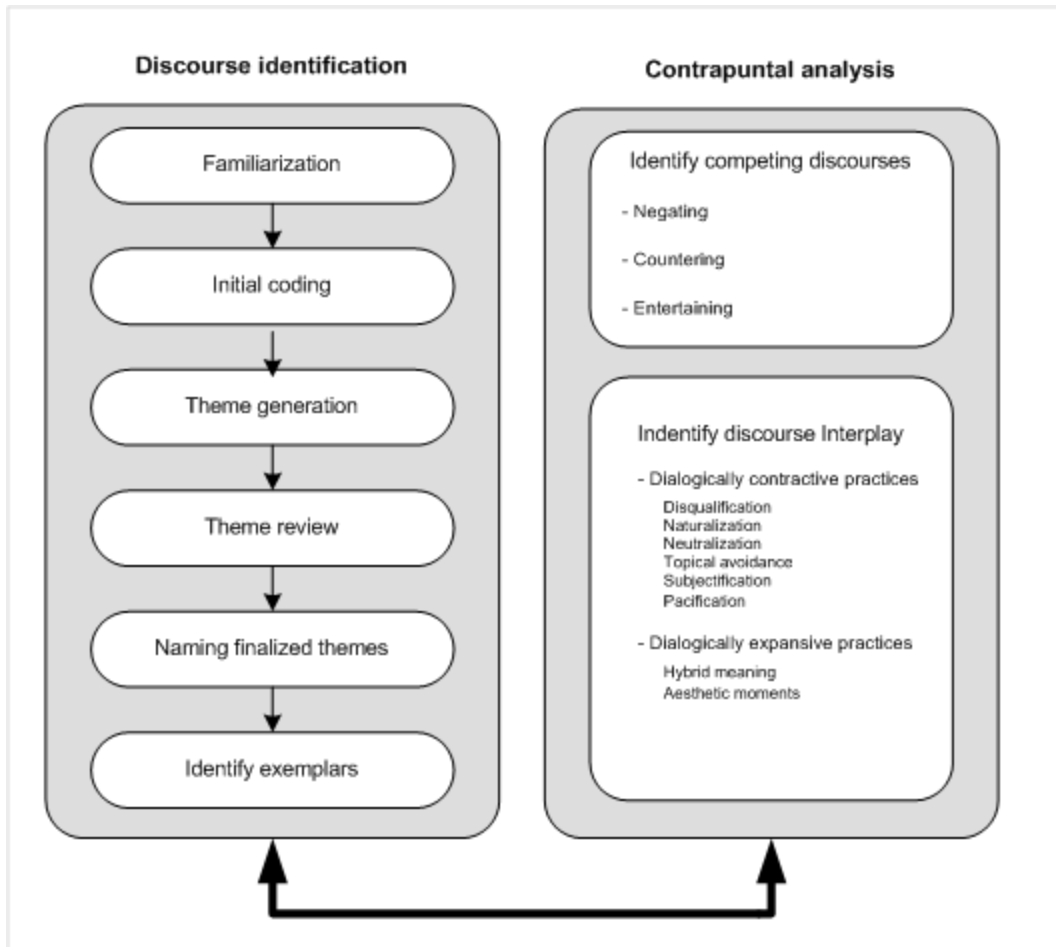 Discourse identification
Familiarization
Initial coding
Theme generation
Theme review
Naming finalized themes
Identify exemplars
Contrapuntal analysis
Identify competing discourses
- Negating
- Countering
- Entertaining
Indentify discourse Interplay
- Dialogically contractive practices
Disqualification
Naturalization
Neutralization
Topical avoidance
Subjectification
Pacification
- Dialogically expansive practices
Hybrid meaning
Aesthetic moments